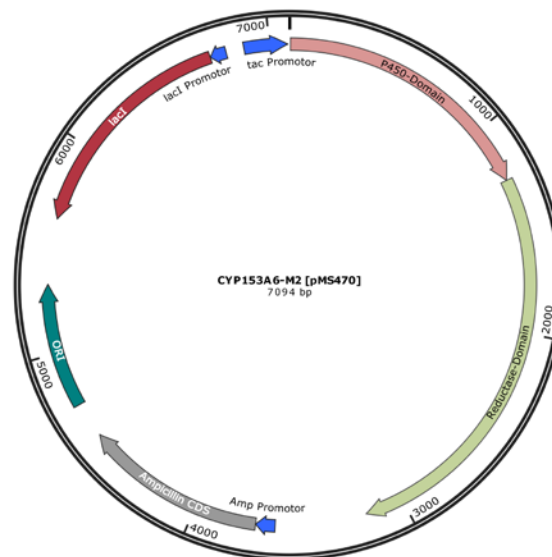 7000
tac Promotor
lacI Promotor
P450-Domain
1000
lacI
6000
CYP153A6-M2 [pMS470]
7094 bp
2000
Reductase-Domain
ORI
5000
Ampicillin CDS
Amp Promotor
4000
3000